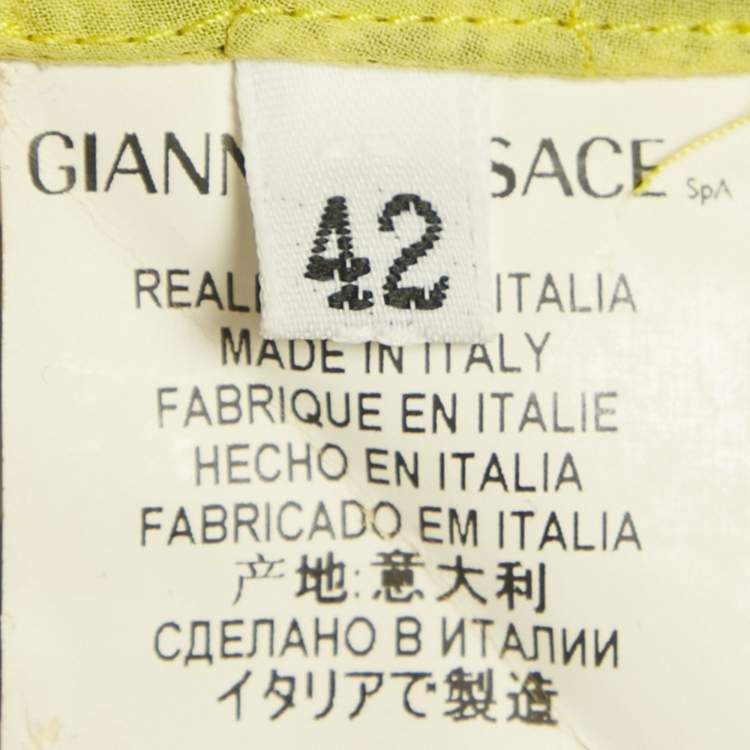 GIANN SACE SpA
42
REAL ITALIA
MADE IN ITALY
FABRIQUE EN ITALIE
HECHO EN ITALIA
FABRICADO EM ITALIA
产地:意大利
СДЕЛАНО В ИТАЛИИ
イタリアで製造